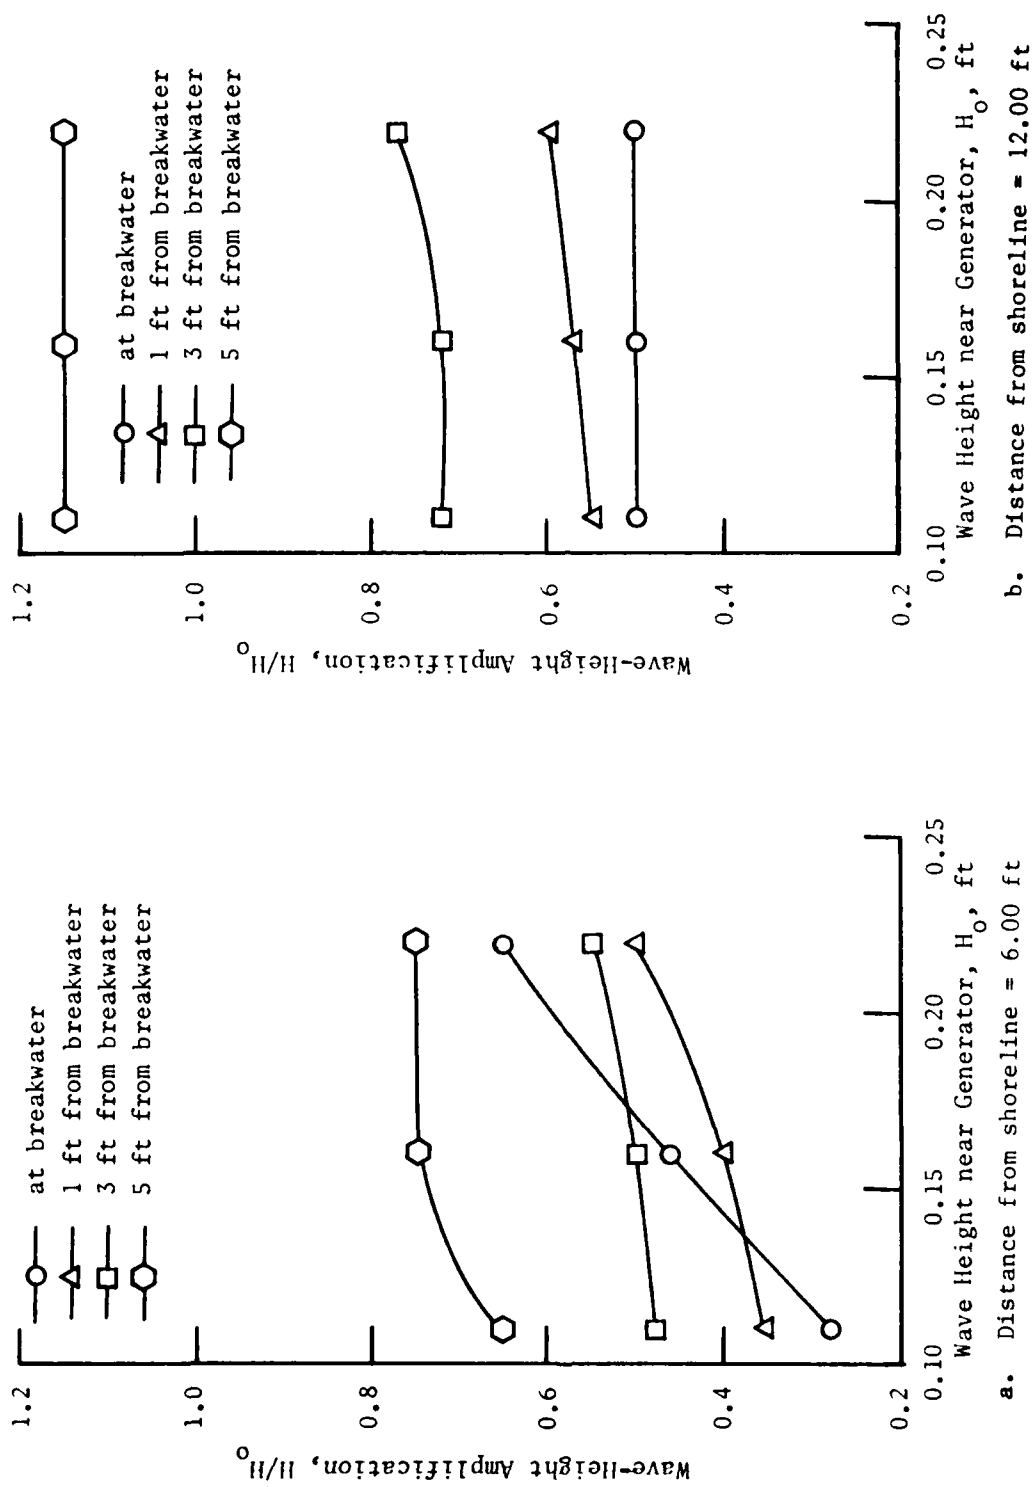 1.2
1.0
0.8
0.6
0.4
0.2
Wave-Height Amplification, H/H₀
at breakwater
1 ft from breakwater
3 ft from breakwater
5 ft from breakwater
0.10
0.15
0.20
0.25
Wave Height near Generator, H₀, ft
a. Distance from shoreline = 6.00 ft
1.2
1.0
0.8
0.6
0.4
0.2
Wave-Height Amplification, H/H₀
at breakwater
1 ft from breakwater
3 ft from breakwater
5 ft from breakwater
0.10
0.15
0.20
0.25
Wave Height near Generator, H₀, ft
b. Distance from shoreline = 12.00 ft